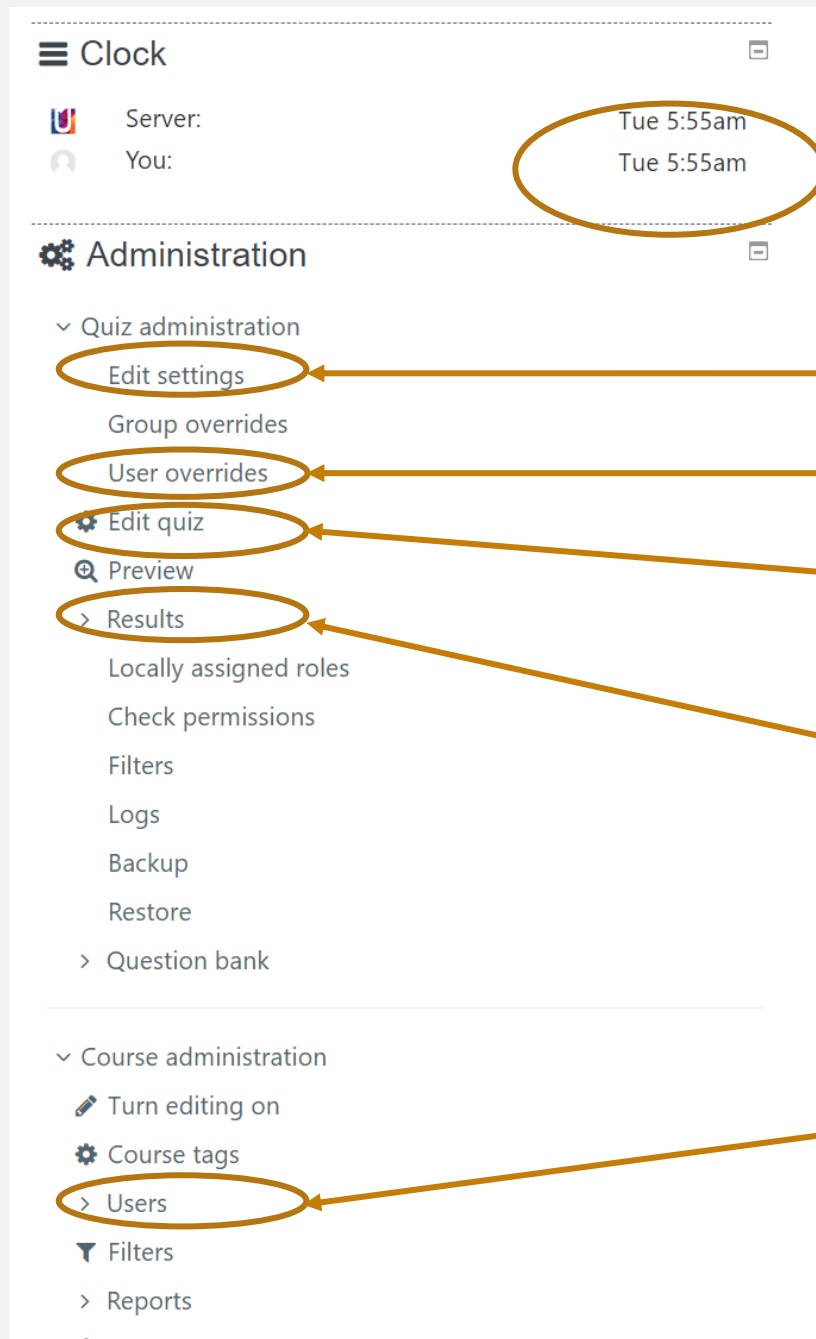 Clock
Server: Tue 5:55am
You: Tue 5:55am
Administration
Quiz administration
Edit settings
Group overrides
User overrides
Edit quiz
Preview
Results
Locally assigned roles
Check permissions
Filters
Logs
Backup
Restore
Question bank
Course administration
Turn editing on
Course tags
Users
Filters
Reports